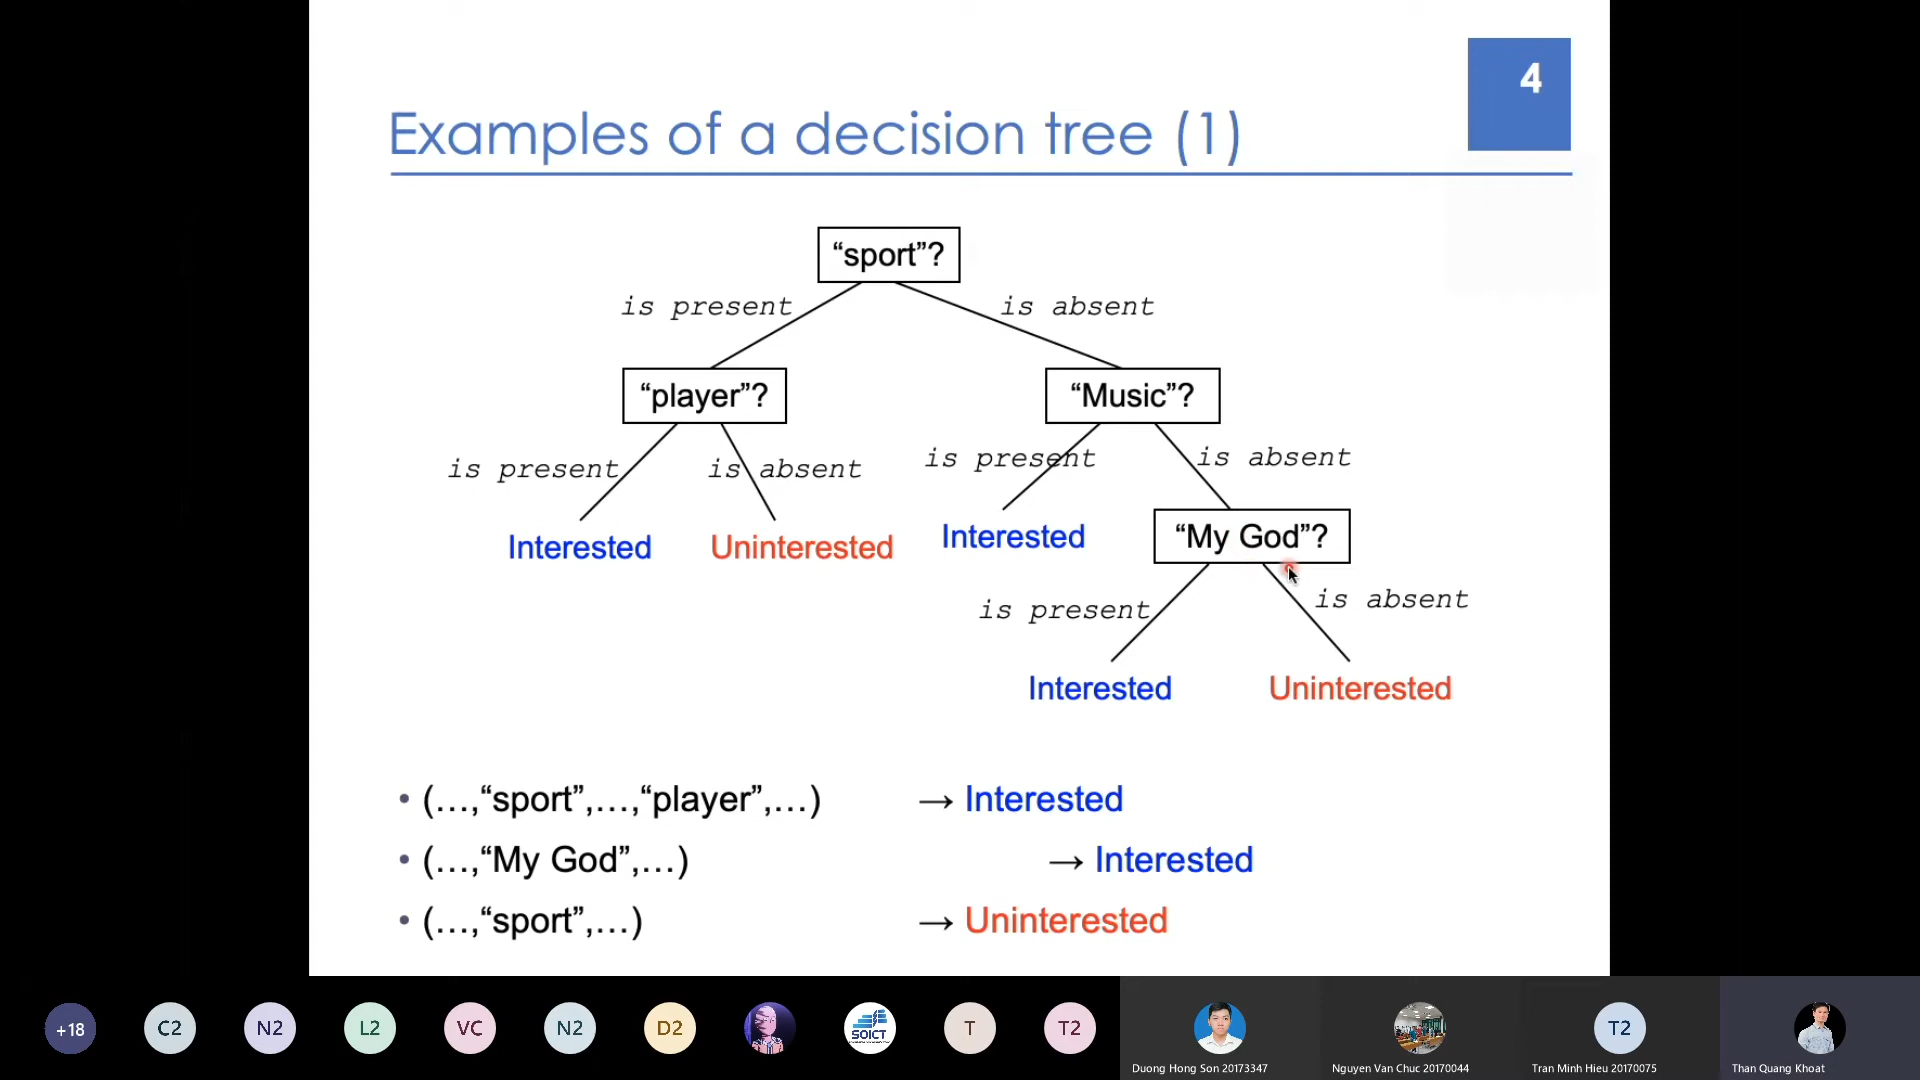 4
Examples of a decision tree (1)
“sport”?
is present
is absent
“player”?
“Music”?
is present
is absent
is present
is absent
Interested
Uninterested
Interested
“My God”?
is present
is absent
Interested
Uninterested
• (…,“sport”,…,“player”,…) → Interested
• (…,“My God”,…) → Interested
• (…,“sport”,…) → Uninterested
+18
C2
N2
L2
VC
N2
D2
SOICT
T
T2
T2
Duong Hong Son 20173347
Nguyen Van Chuc 20170044
Tran Minh Hieu 20170075
Than Quang Khoat